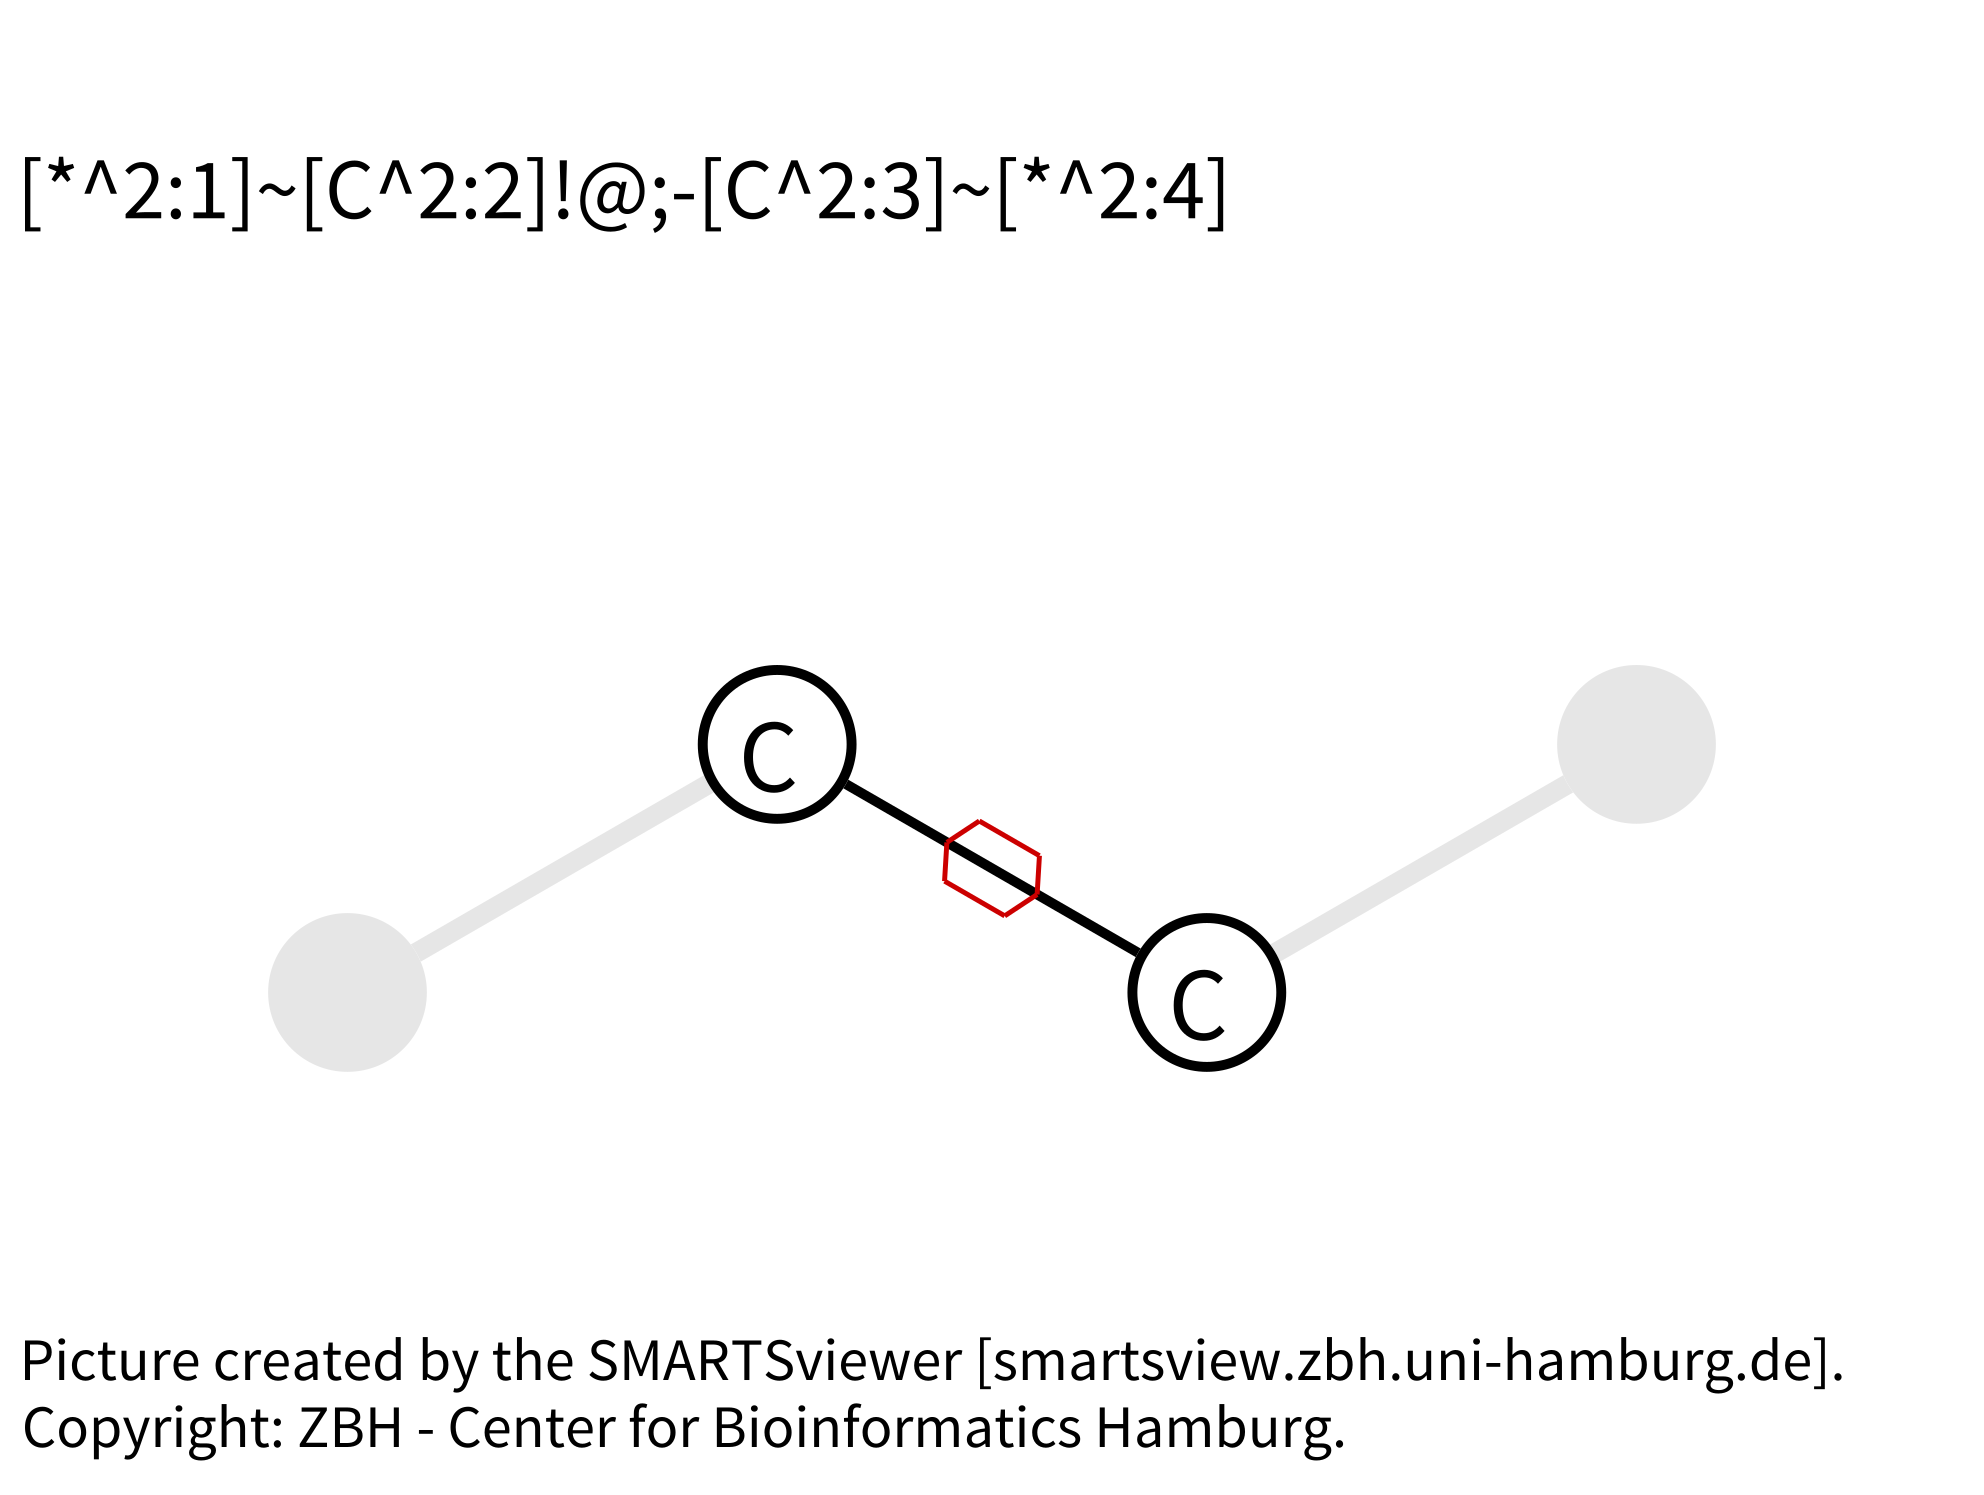 [*^2:1]~[C^2:2]!@;-[C^2:3]~[*^2:4]
C
C
Picture created by the SMARTSviewer [smartsview.zbh.uni-hamburg.de].
Copyright: ZBH - Center for Bioinformatics Hamburg.